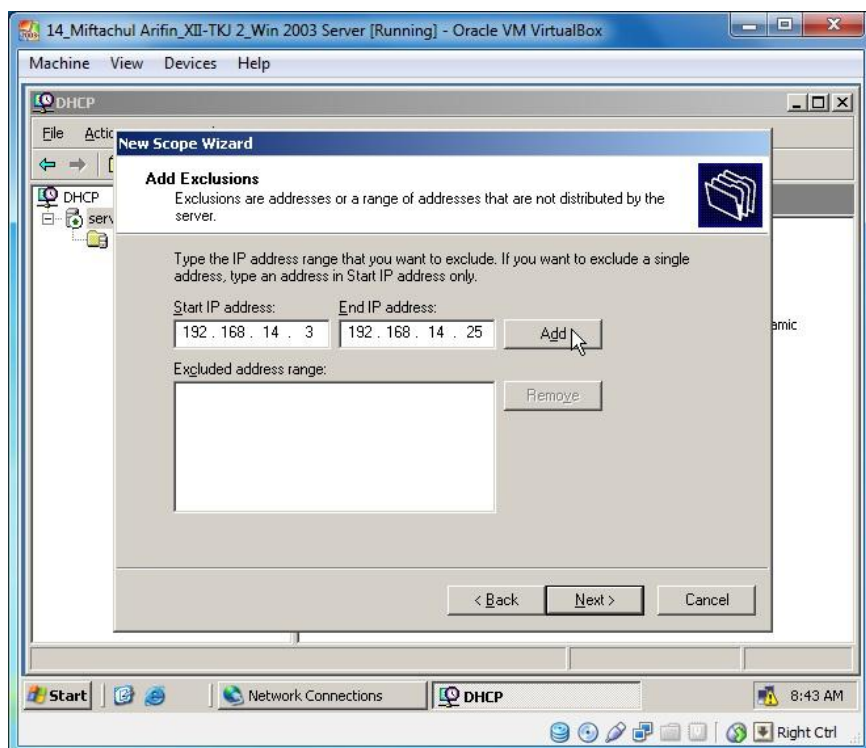 14_Miftachul Arifin_XII-TKJ 2_Win 2003 Server [Running] - Oracle VM VirtualBox
Machine View Devices Help
DHCP
File Actio
New Scope Wizard
Add Exclusions
Exclusions are addresses or a range of addresses that are not distributed by the
server.
DHCP
serv
Type the IP address range that you want to exclude. If you want to exclude a single
address, type an address in Start IP address only.
Start IP address: End IP address:
192 . 168 . 14 . 3 192 . 168 . 14 . 25 Add
amic
Excluded address range:
Remove
< Back Next > Cancel
Start Network Connections DHCP 8:43 AM
Right Ctrl